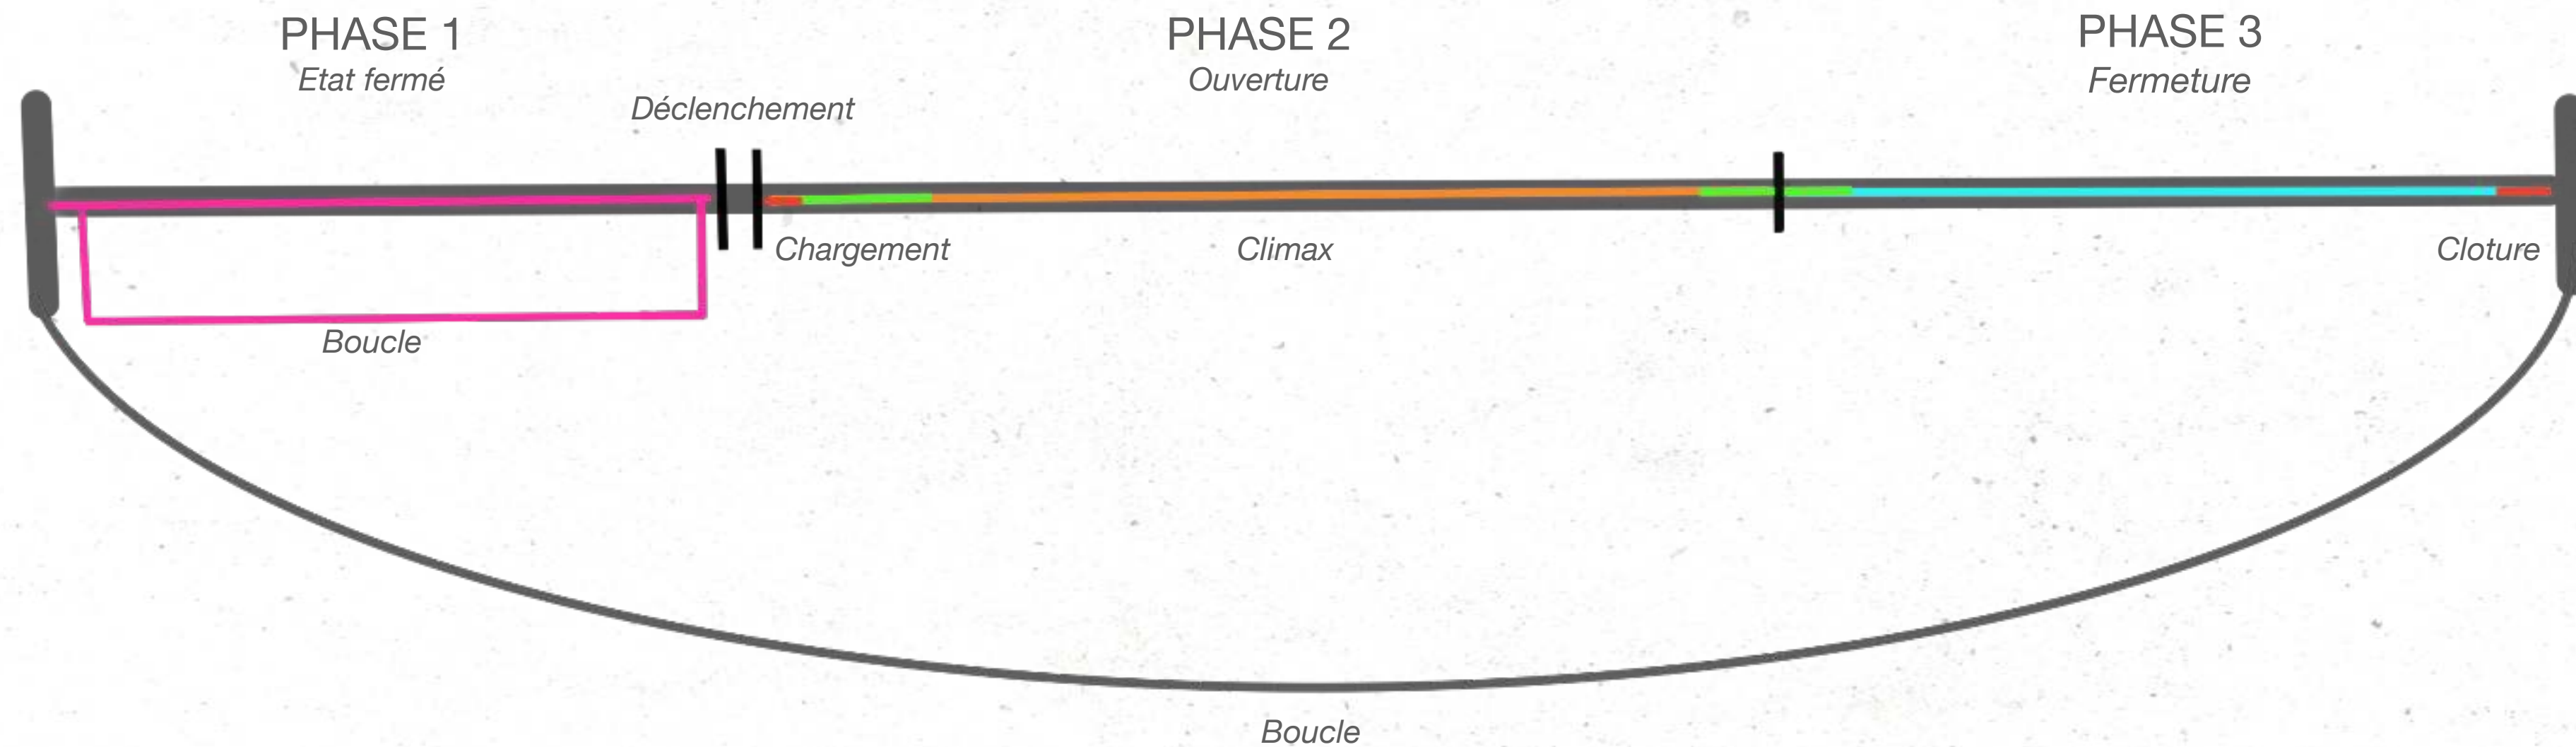 PHASE 1
Etat fermé
Déclenchement
PHASE 2
Ouverture
PHASE 3
Fermeture
Chargement
Climax
Cloture
Boucle
Boucle